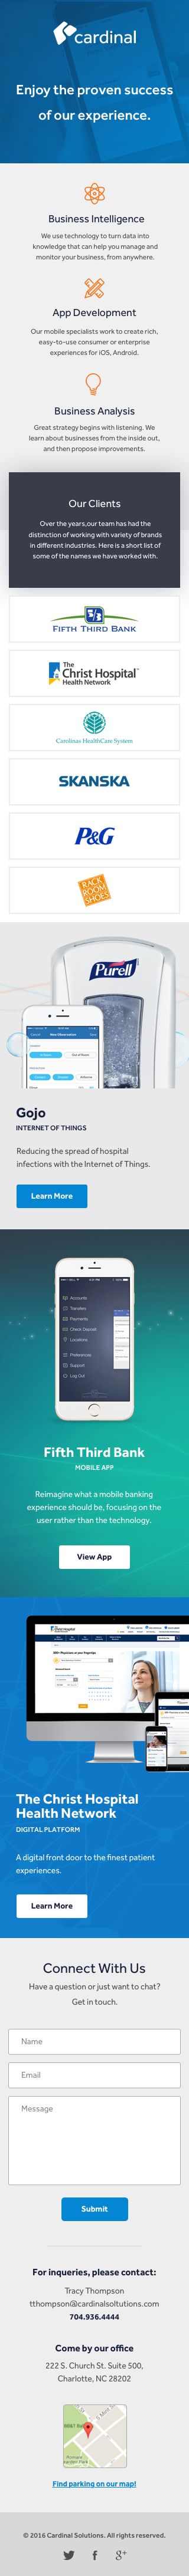 cardinal
Enjoy the proven success
of our experience.
Business Intelligence
We use technology to turn data into
knowledge that can help you manage and
monitor your business, from anywhere.
App Development
Our mobile specialists work to create rich,
easy-to-use consumer or enterprise
experiences for iOS, Android.
Business Analysis
Great strategy begins with listening. We
learn about businesses from the inside out,
and then propose improvements.
Our Clients
Over the years,our team has had the
distinction of working with variety of brands
in different industries. Here is a short list of
some of the names we have worked with.
FIFTH THIRD BANK
The
Christ Hospital
Health Network
Carolinas HealthCare System
SKANSKA
P&G
RACK
ROOM
SHOES
PURELL
Gojo
INTERNET OF THINGS
Reducing the spread of hospital
infections with the Internet of Things.
Learn More
Accounts
Transfers
Payments
Check Deposit
Locations
Preferences
Support
Log Out
Fifth Third Bank
MOBILE APP
Reimagine what a mobile banking
experience should be, focusing on the
user rather than the technology.
View App
The Christ Hospital
Health Network
DIGITAL PLATFORM
A digital front door to the finest patient
experiences.
Learn More
Connect With Us
Have a question or just want to chat?
Get in touch.
Name
Email
Message
Submit
For inqueries, please contact:
Tracy Thompson
tthompson@cardinalsoltutions.com
704.936.4444
Come by our office
222 S. Church St. Suite 500,
Charlotte, NC 28202
Find parking on our map!
© 2016 Cardinal Solutions. All rights reserved.